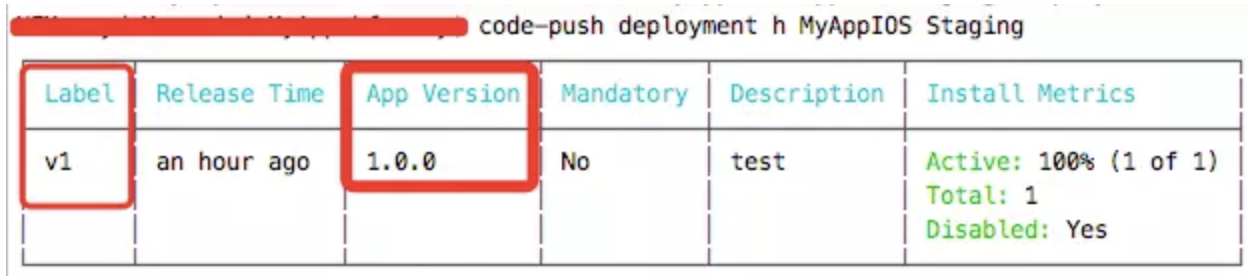 code-push deployment h MyAppIOS Staging
Label Release Time App Version Mandatory Description Install Metrics
v1 an hour ago 1.0.0 No test Active: 100% (1 of 1)
Total: 1
Disabled: Yes